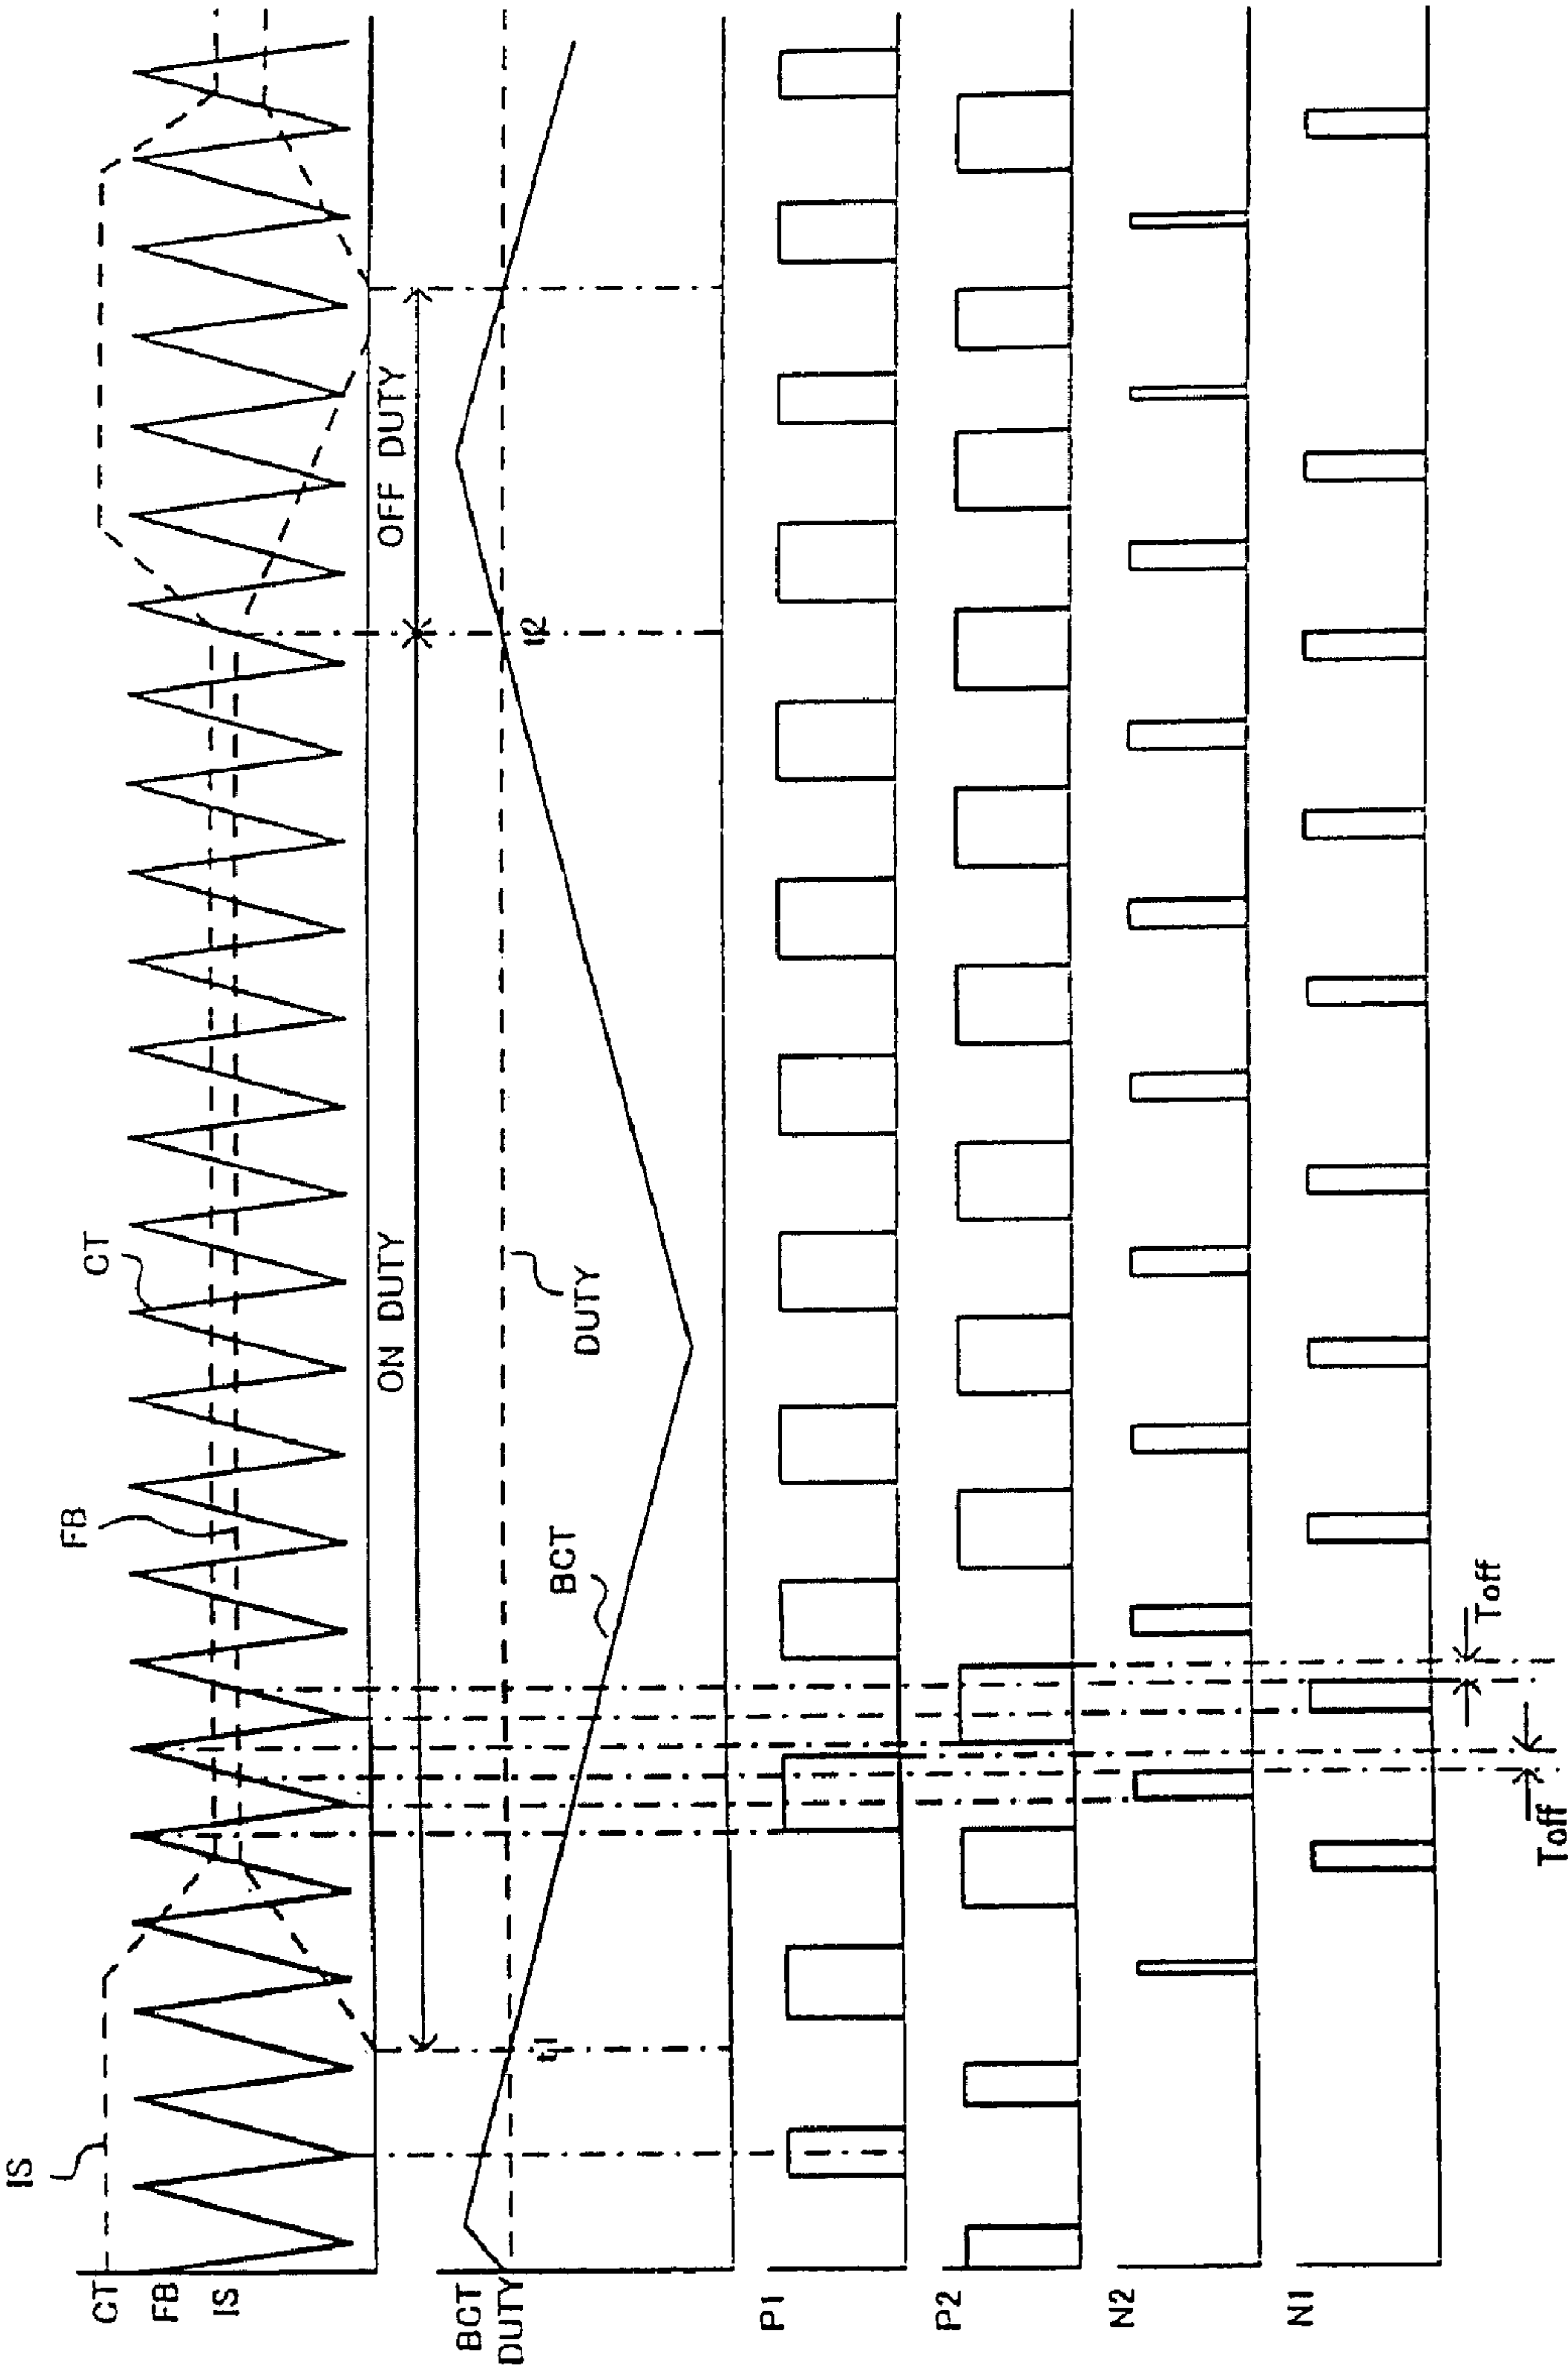 IS
FB
CT
CT
FB
IS
ON DUTY
OFF DUTY
BCT
DUTY
t1
t2
BCT
DUTY
P1
P2
N2
N1
Toff
Toff